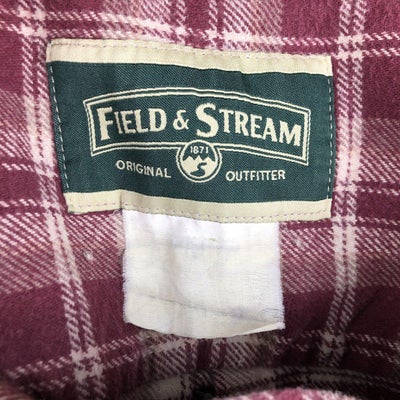 FIELD & STREAM
1871
ORIGINAL OUTFITTER